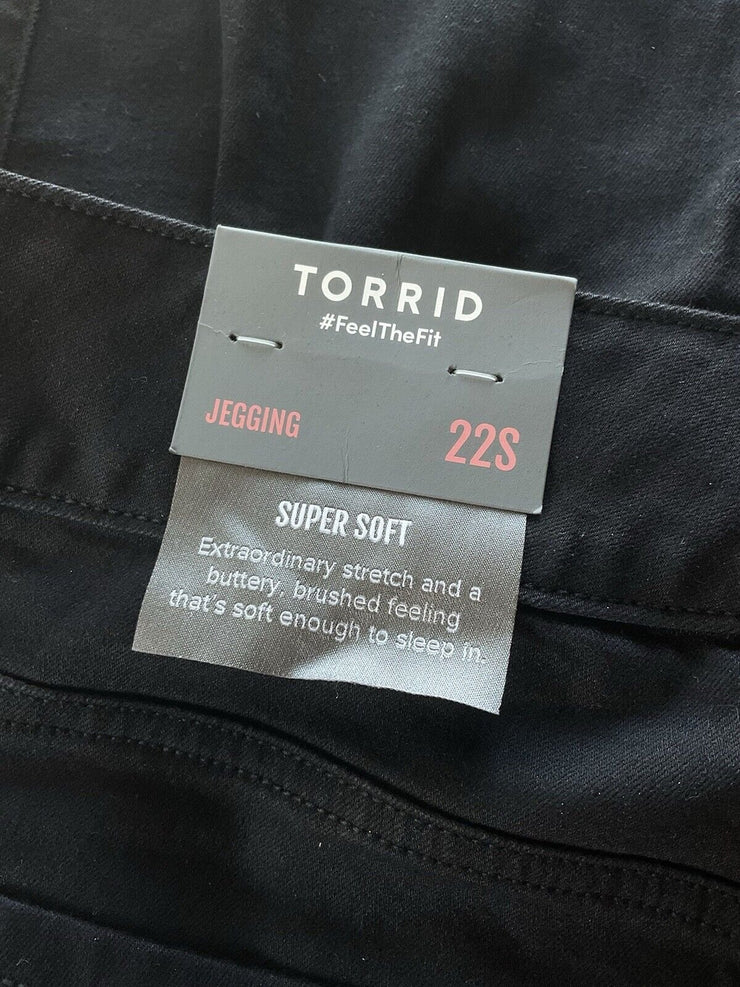 TORRID
#FeelTheFit
JEGGING 22S
SUPER SOFT
Extraordinary stretch and a
buttery, brushed feeling
that's soft enough to sleep in.